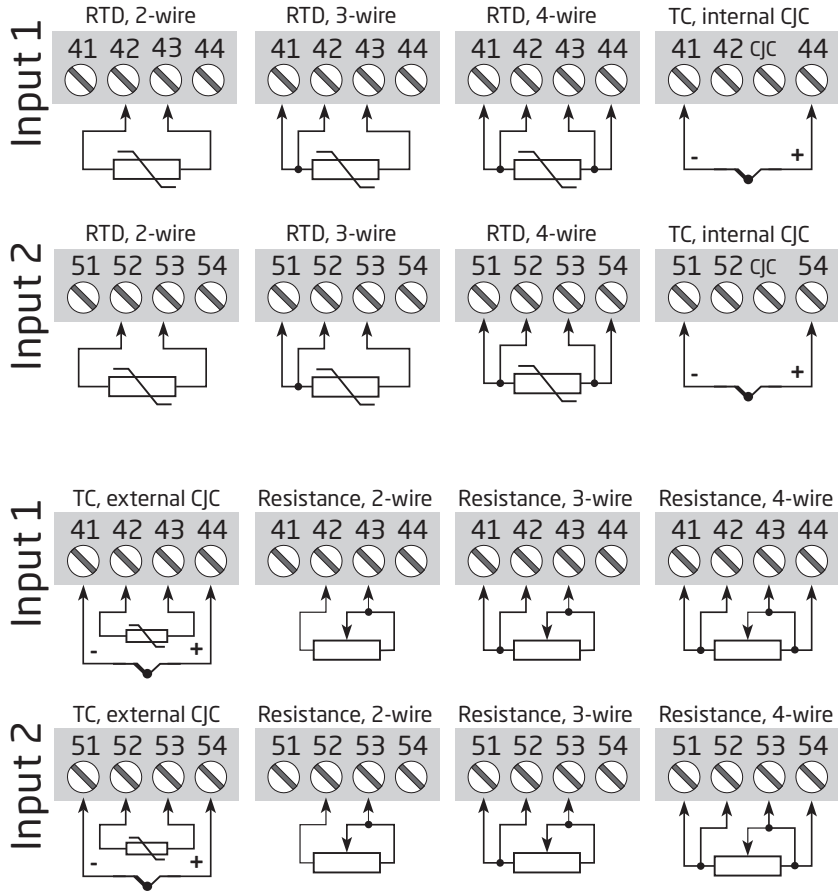 Input 1
RTD, 2-wire RTD, 3-wire RTD, 4-wire TC, internal CJC
41 42 43 44 41 42 43 44 41 42 43 44 41 42 CJC 44
- +
Input 2
RTD, 2-wire RTD, 3-wire RTD, 4-wire TC, internal CJC
51 52 53 54 51 52 53 54 51 52 53 54 51 52 CJC 54
- +
Input 1
TC, external CJC Resistance, 2-wire Resistance, 3-wire Resistance, 4-wire
41 42 43 44 41 42 43 44 41 42 43 44 41 42 43 44
- +
Input 2
TC, external CJC Resistance, 2-wire Resistance, 3-wire Resistance, 4-wire
51 52 53 54 51 52 53 54 51 52 53 54 51 52 53 54
- +